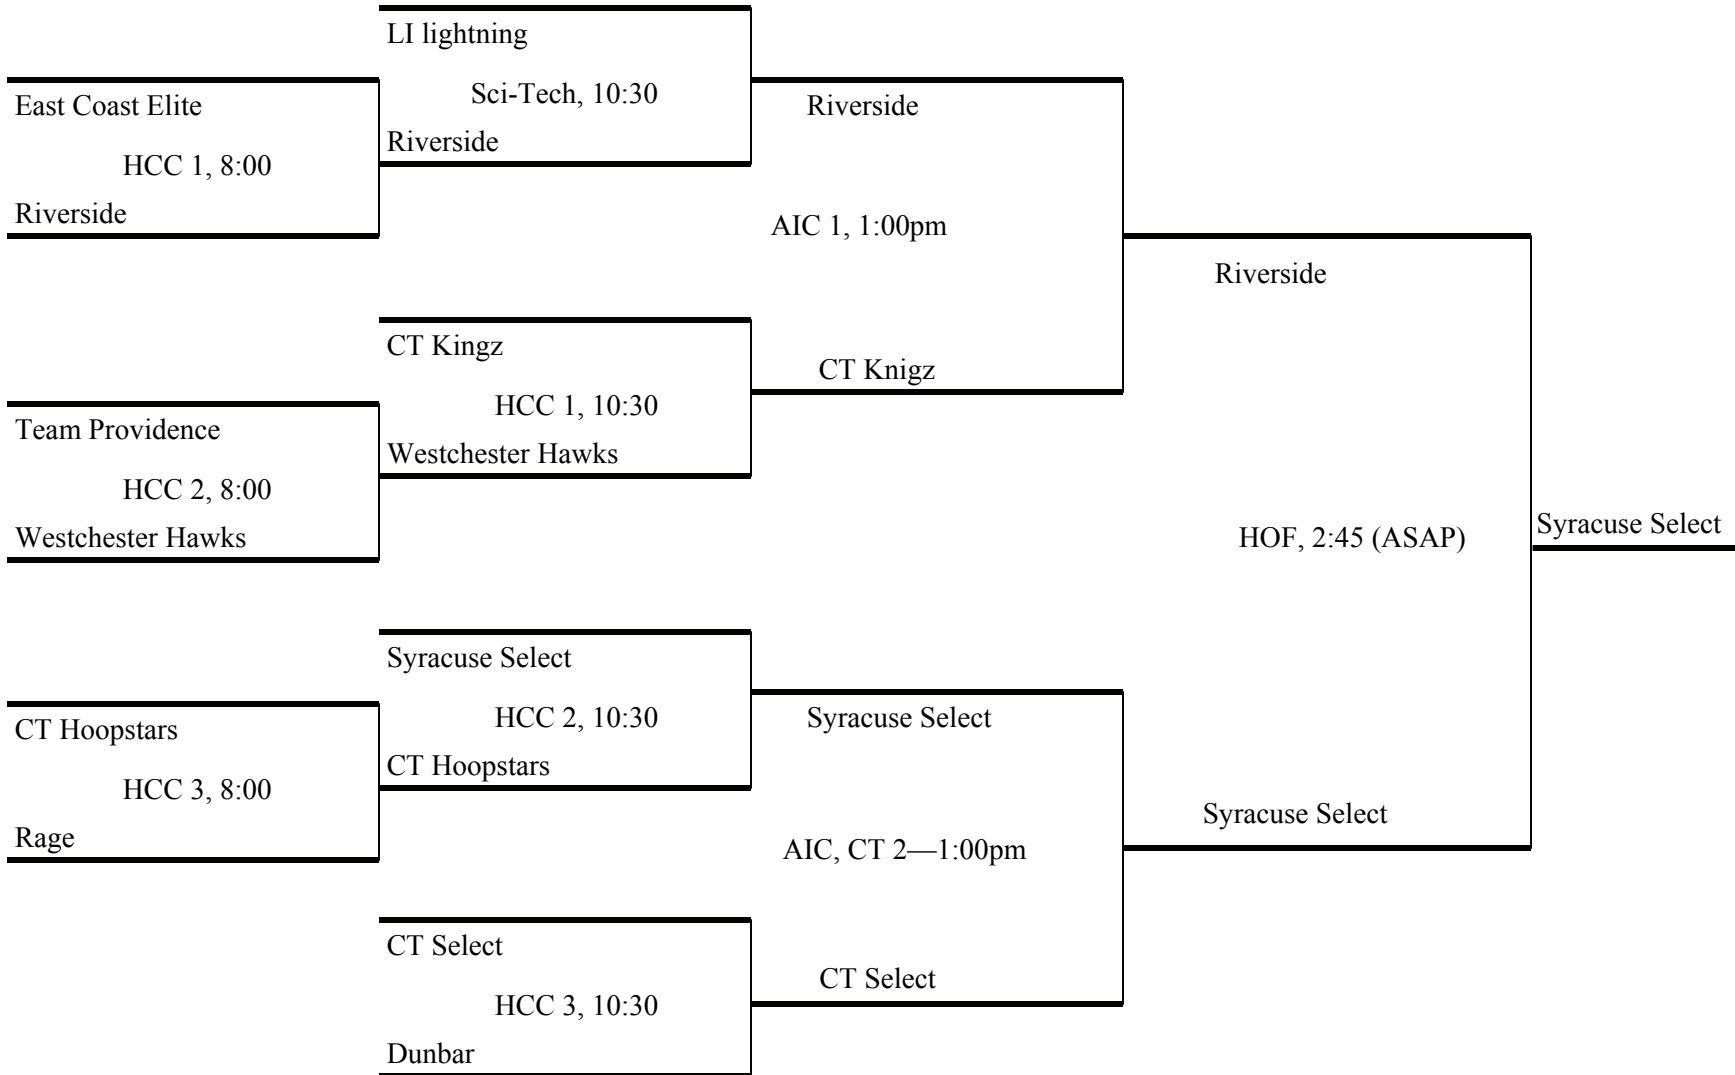 LI lightning
Sci-Tech, 10:30
Riverside
East Coast Elite
HCC 1, 8:00
Riverside
Riverside
AIC 1, 1:00pm
Riverside
CT Kingz
HCC 1, 10:30
Westchester Hawks
CT Knigz
Team Providence
HCC 2, 8:00
Westchester Hawks
HOF, 2:45 (ASAP)
Syracuse Select
Syracuse Select
HCC 2, 10:30
CT Hoopstars
Syracuse Select
CT Hoopstars
HCC 3, 8:00
Rage
AIC, CT 2—1:00pm
Syracuse Select
CT Select
HCC 3, 10:30
Dunbar
CT Select